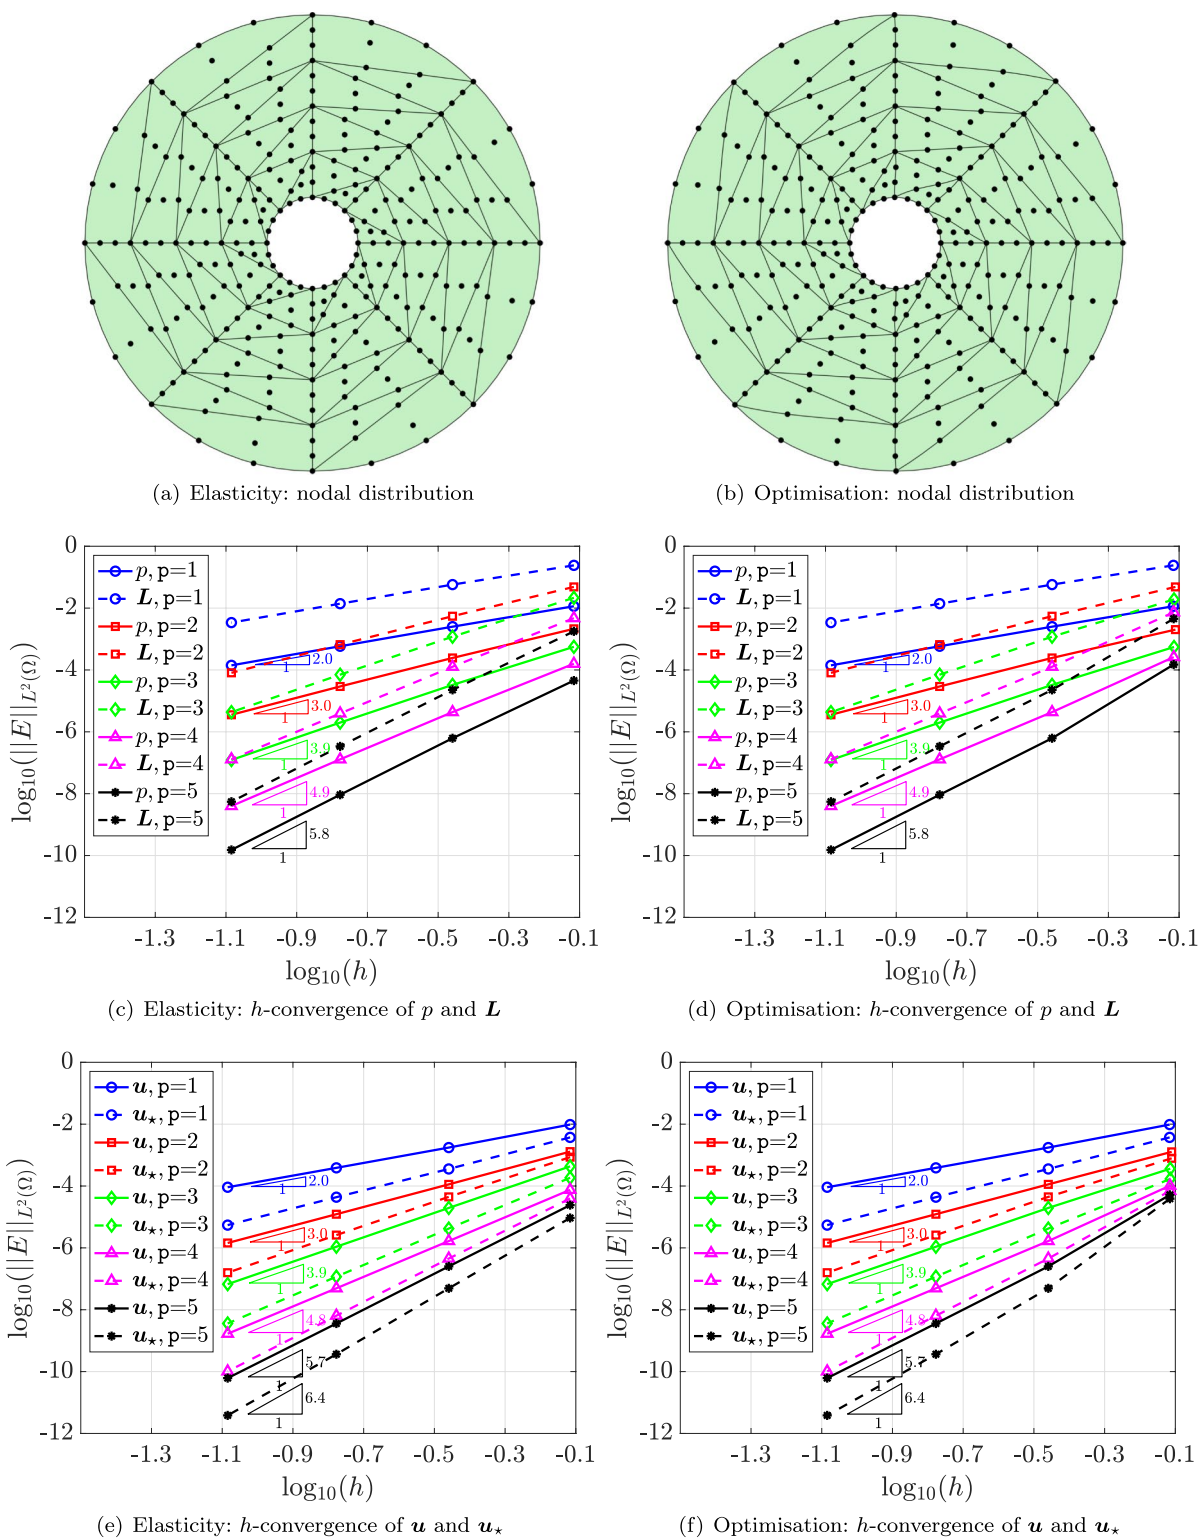 (a) Elasticity: nodal distribution
(b) Optimisation: nodal distribution
0
-2
-4
-6
-8
-10
-12
-1.3 -1.1 -0.9 -0.7 -0.5 -0.3 -0.1
log₁₀(||E||_L²(Ω))
log₁₀(h)
p, p=1
L, p=1
p, p=2
L, p=2
p, p=3
L, p=3
p, p=4
L, p=4
p, p=5
L, p=5
1 2.0
1 3.0
1 3.9
1 4.9
1 5.8
(c) Elasticity: h-convergence of p and L
0
-2
-4
-6
-8
-10
-12
-1.3 -1.1 -0.9 -0.7 -0.5 -0.3 -0.1
log₁₀(||E||_L²(Ω))
log₁₀(h)
p, p=1
L, p=1
p, p=2
L, p=2
p, p=3
L, p=3
p, p=4
L, p=4
p, p=5
L, p=5
1 2.0
1 3.0
1 3.9
1 4.9
1 5.8
(d) Optimisation: h-convergence of p and L
0
-2
-4
-6
-8
-10
-12
-1.3 -1.1 -0.9 -0.7 -0.5 -0.3 -0.1
log₁₀(||E||_L²(Ω))
log₁₀(h)
u, p=1
u⋆, p=1
u, p=2
u⋆, p=2
u, p=3
u⋆, p=3
u, p=4
u⋆, p=4
u, p=5
u⋆, p=5
1 2.0
1 3.0
1 3.9
1 4.8
1 5.7
1 6.4
(e) Elasticity: h-convergence of u and u⋆
0
-2
-4
-6
-8
-10
-12
-1.3 -1.1 -0.9 -0.7 -0.5 -0.3 -0.1
log₁₀(||E||_L²(Ω))
log₁₀(h)
u, p=1
u⋆, p=1
u, p=2
u⋆, p=2
u, p=3
u⋆, p=3
u, p=4
u⋆, p=4
u, p=5
u⋆, p=5
1 2.0
1 3.0
1 3.9
1 4.8
1 5.7
1 6.4
(f) Optimisation: h-convergence of u and u⋆